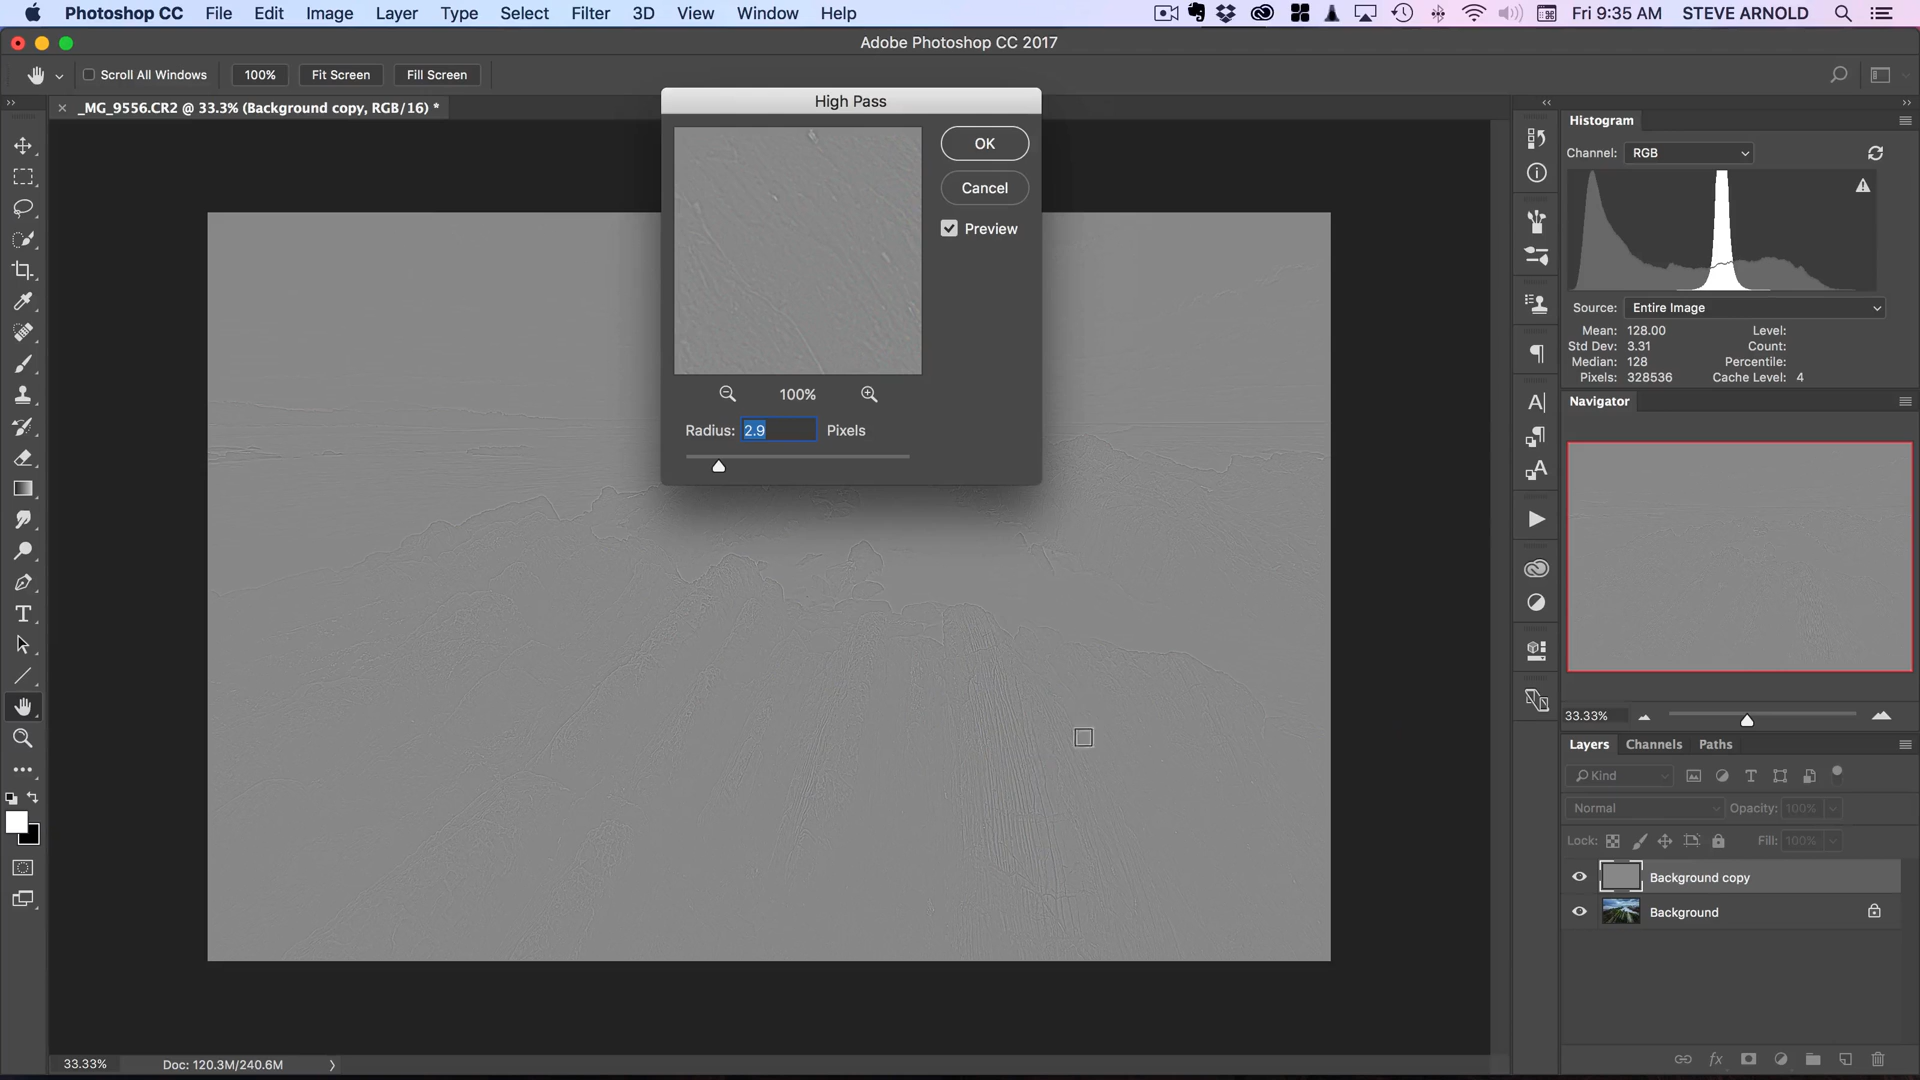 Photoshop CC File Edit Image Layer Type Select Filter 3D View Window Help Fri 9:35 AM STEVE ARNOLD
Adobe Photoshop CC 2017
Scroll All Windows 100% Fit Screen Fill Screen
_MG_9556.CR2 @ 33.3% (Background copy, RGB/16) *
High Pass
OK
Cancel
Preview
100%
Radius: 2.9 Pixels
Histogram
Channel: RGB
Source: Entire Image
Mean: 128.00 Level:
Std Dev: 3.31 Count:
Median: 128 Percentile:
Pixels: 328536 Cache Level: 4
Navigator
33.33%
Layers Channels Paths
Kind
Normal Opacity: 100%
Lock: Fill: 100%
Background copy
Background
fx
33.33% Doc: 120.3M/240.6M